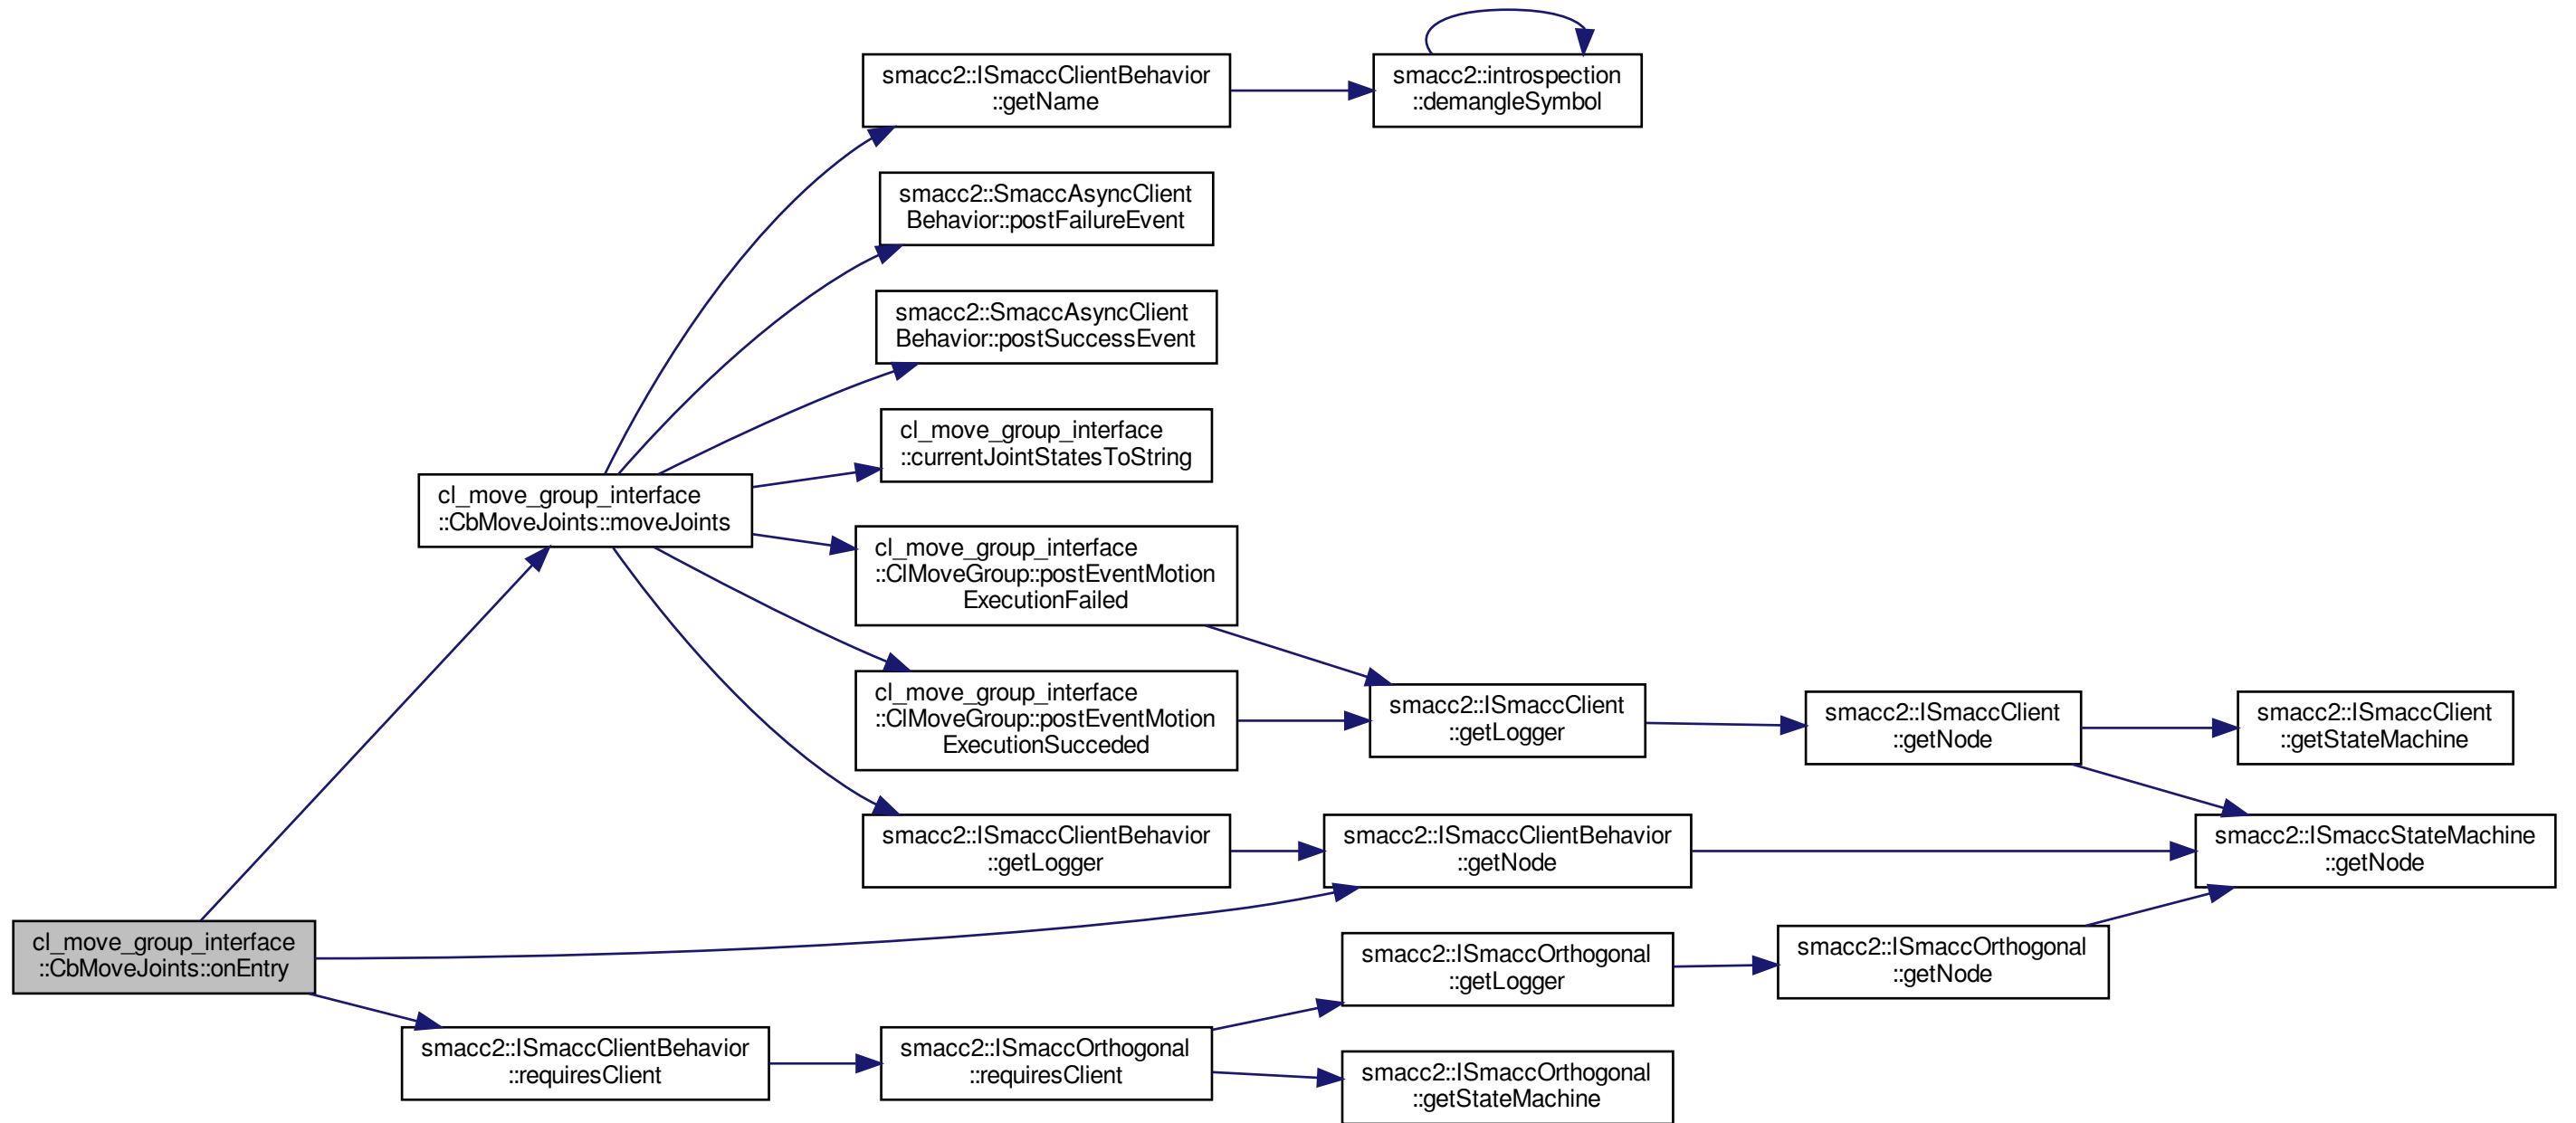 smacc2::ISmaccClientBehavior
::getName
smacc2::introspection
::demangleSymbol
smacc2::SmaccAsyncClient
Behavior::postFailureEvent
smacc2::SmaccAsyncClient
Behavior::postSuccessEvent
cl_move_group_interface
::currentJointStatesToString
cl_move_group_interface
::CbMoveJoints::moveJoints
cl_move_group_interface
::ClMoveGroup::postEventMotion
ExecutionFailed
cl_move_group_interface
::ClMoveGroup::postEventMotion
ExecutionSucceded
smacc2::ISmaccClient
::getLogger
smacc2::ISmaccClient
::getNode
smacc2::ISmaccClient
::getStateMachine
smacc2::ISmaccClientBehavior
::getLogger
smacc2::ISmaccClientBehavior
::getNode
smacc2::ISmaccStateMachine
::getNode
cl_move_group_interface
::CbMoveJoints::onEntry
smacc2::ISmaccOrthogonal
::getLogger
smacc2::ISmaccOrthogonal
::getNode
smacc2::ISmaccClientBehavior
::requiresClient
smacc2::ISmaccOrthogonal
::requiresClient
smacc2::ISmaccOrthogonal
::getStateMachine